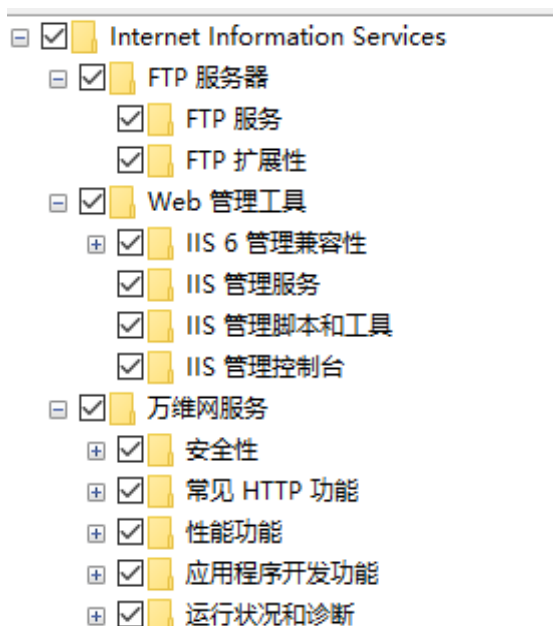 Internet Information Services
FTP 服务器
FTP 服务
FTP 扩展性
Web 管理工具
IIS 6 管理兼容性
IIS 管理服务
IIS 管理脚本和工具
IIS 管理控制台
万维网服务
安全性
常见 HTTP 功能
性能功能
应用程序开发功能
运行状况和诊断